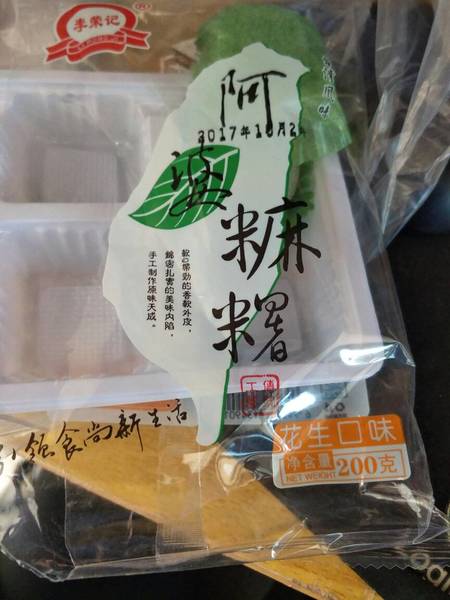 李荣记
®
阿
2017年10月2
婆
糍
糬
軟Q帶勁的香軟外皮，
綿密扎實的美味內陷，
手工制作原味天成。
飲食尚新生活
花生口味
净含量
NET WEIGHT
200克